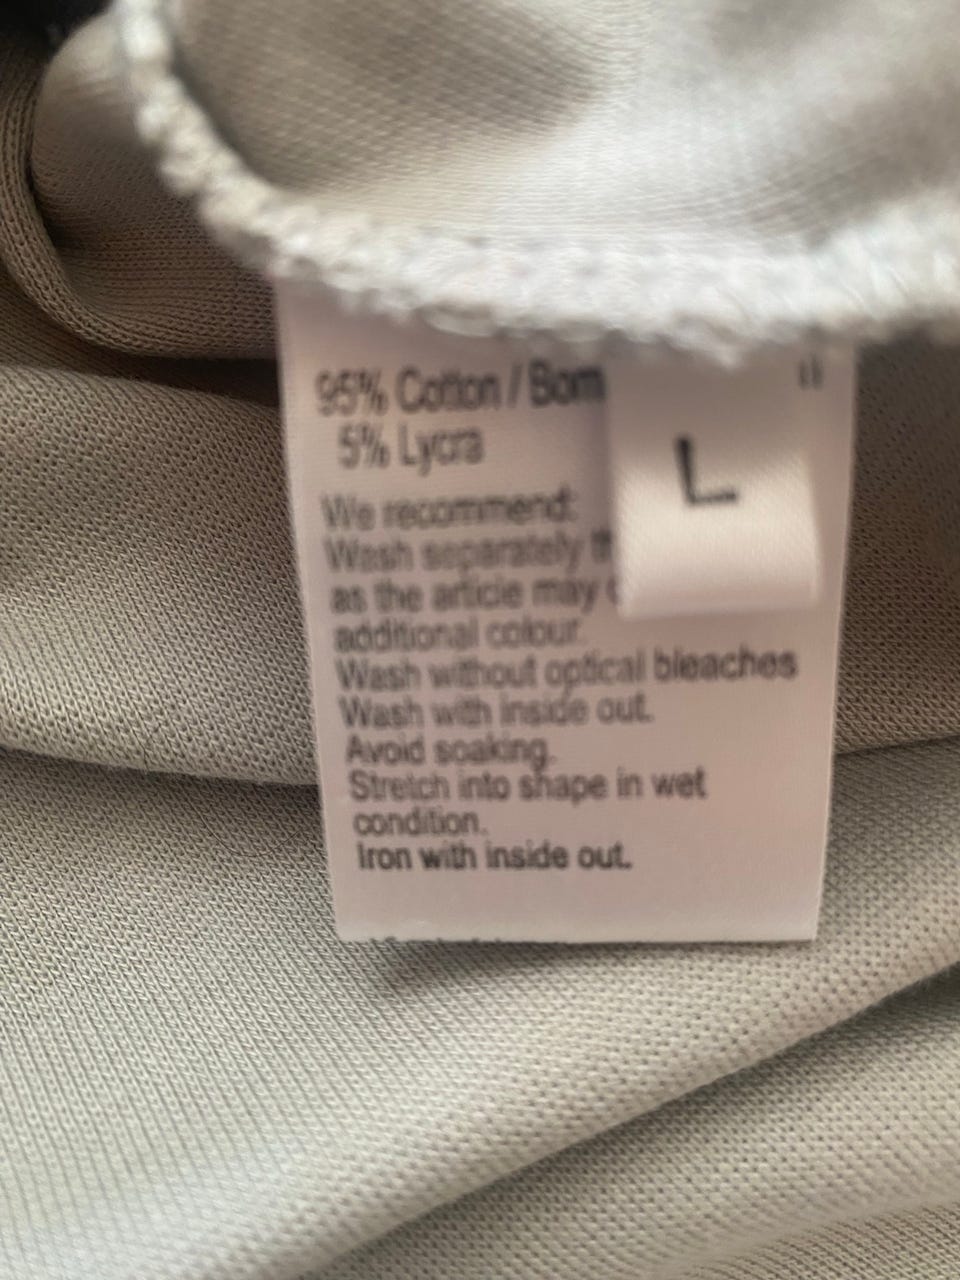 95% Cotton / Bom
5% Lycra
L
We recommend:
Wash separately
as the article may
additional colour.
Wash without optical bleaches
Wash with inside out.
Avoid soaking.
Stretch into shape in wet
condition.
Iron with inside out.